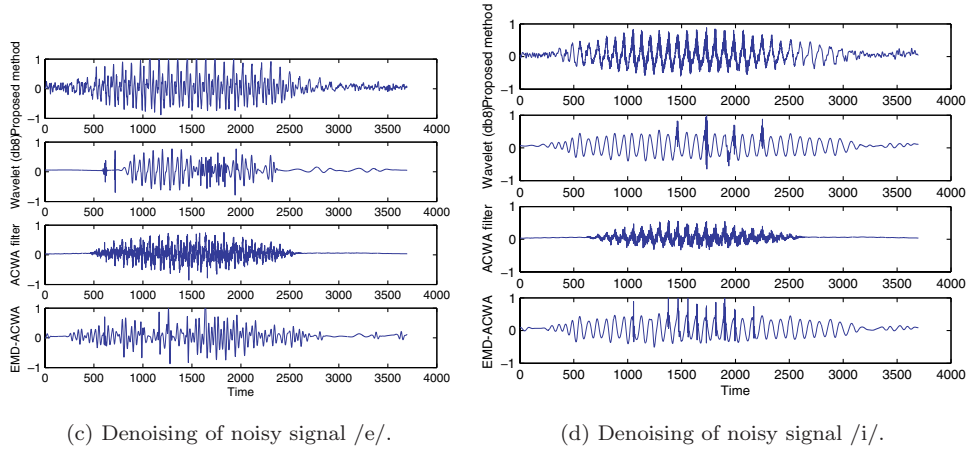 Proposed method
1
0
−1
0 500 1000 1500 2000 2500 3000 3500 4000
Wavelet (db8)
1
0
−1
0 500 1000 1500 2000 2500 3000 3500 4000
ACWA filter
1
0
−1
0 500 1000 1500 2000 2500 3000 3500 4000
EMD-ACWA
1
0
−1
0 500 1000 1500 2000 2500 3000 3500 4000
Time
(c) Denoising of noisy signal /e/.
Proposed method
1
0
−1
0 500 1000 1500 2000 2500 3000 3500 4000
Wavelet (db8)
1
0
−1
0 500 1000 1500 2000 2500 3000 3500 4000
ACWA filter
1
0
−1
0 500 1000 1500 2000 2500 3000 3500 4000
EMD-ACWA
1
0
−1
0 500 1000 1500 2000 2500 3000 3500 4000
Time
(d) Denoising of noisy signal /i/.